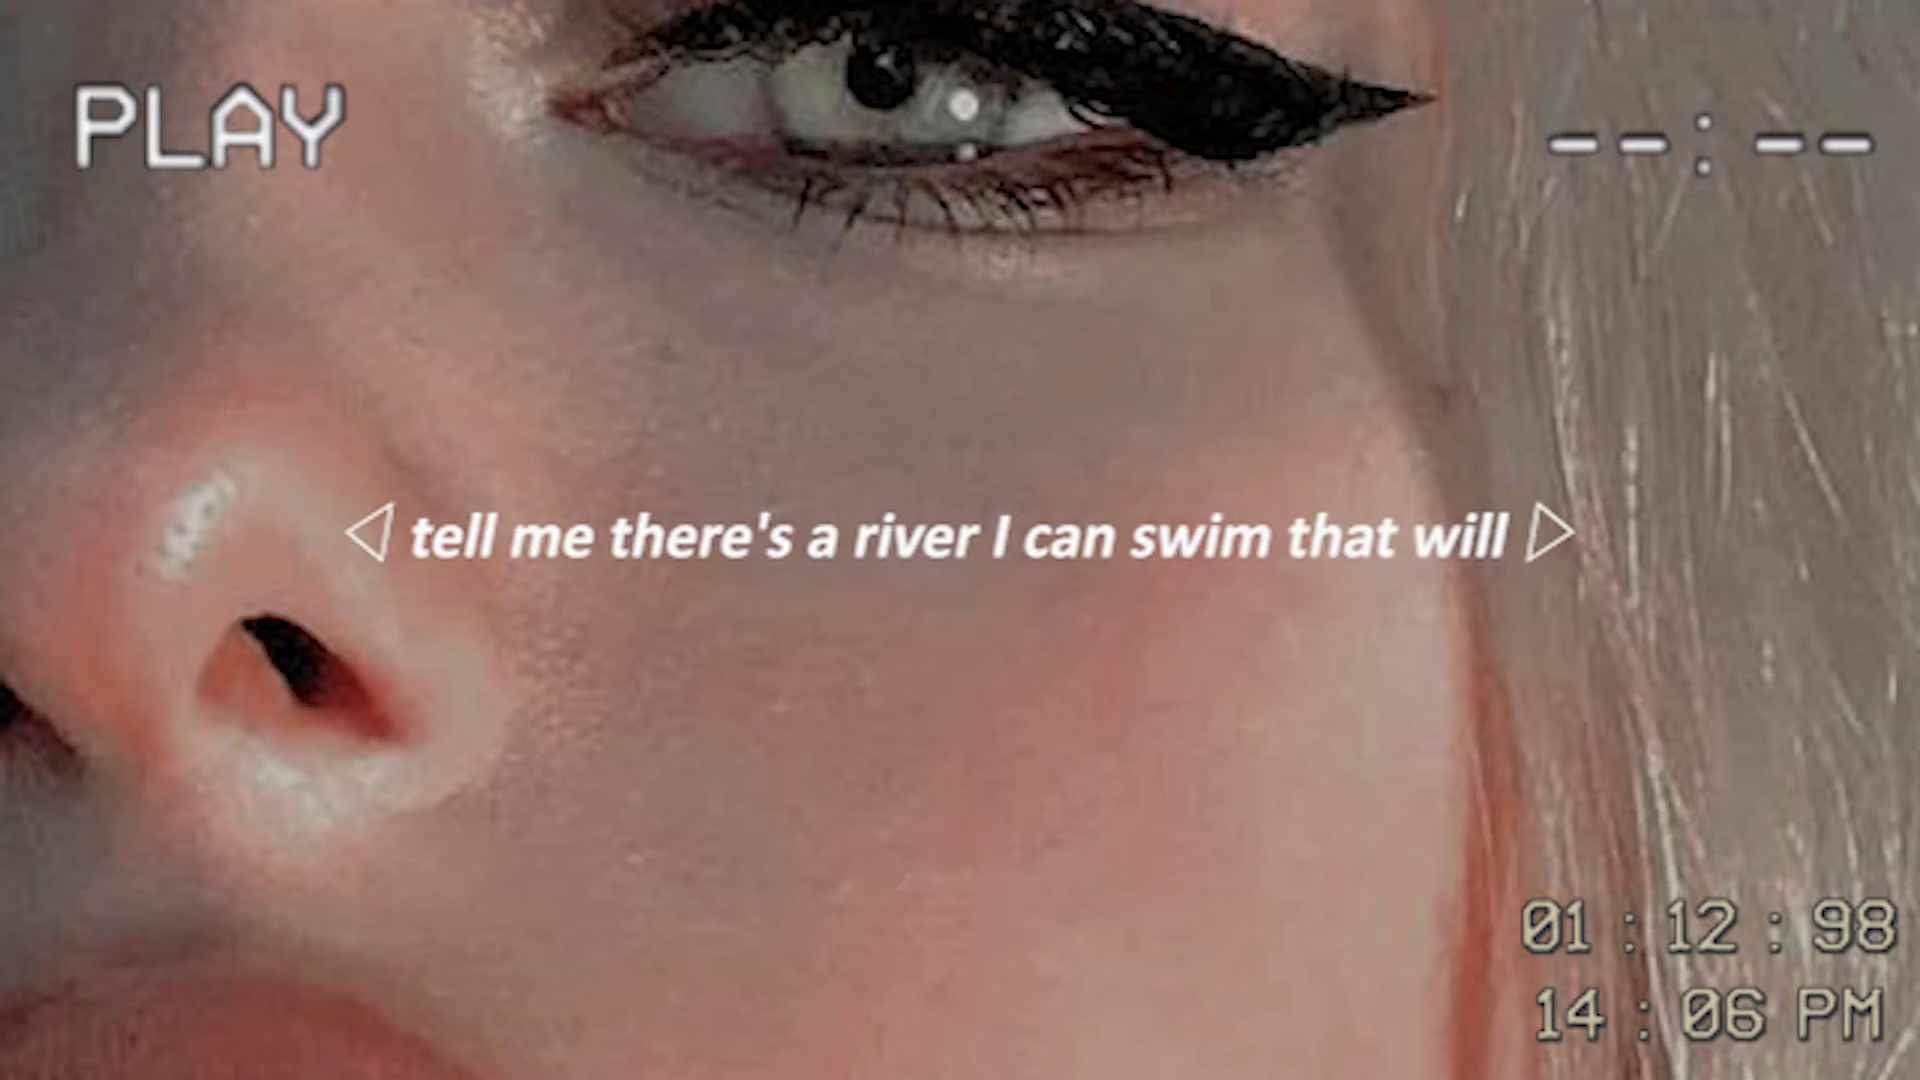 PLAY
--:--
◁ tell me there's a river I can swim that will ▷
01 : 12 : 98
14 : 06 PM